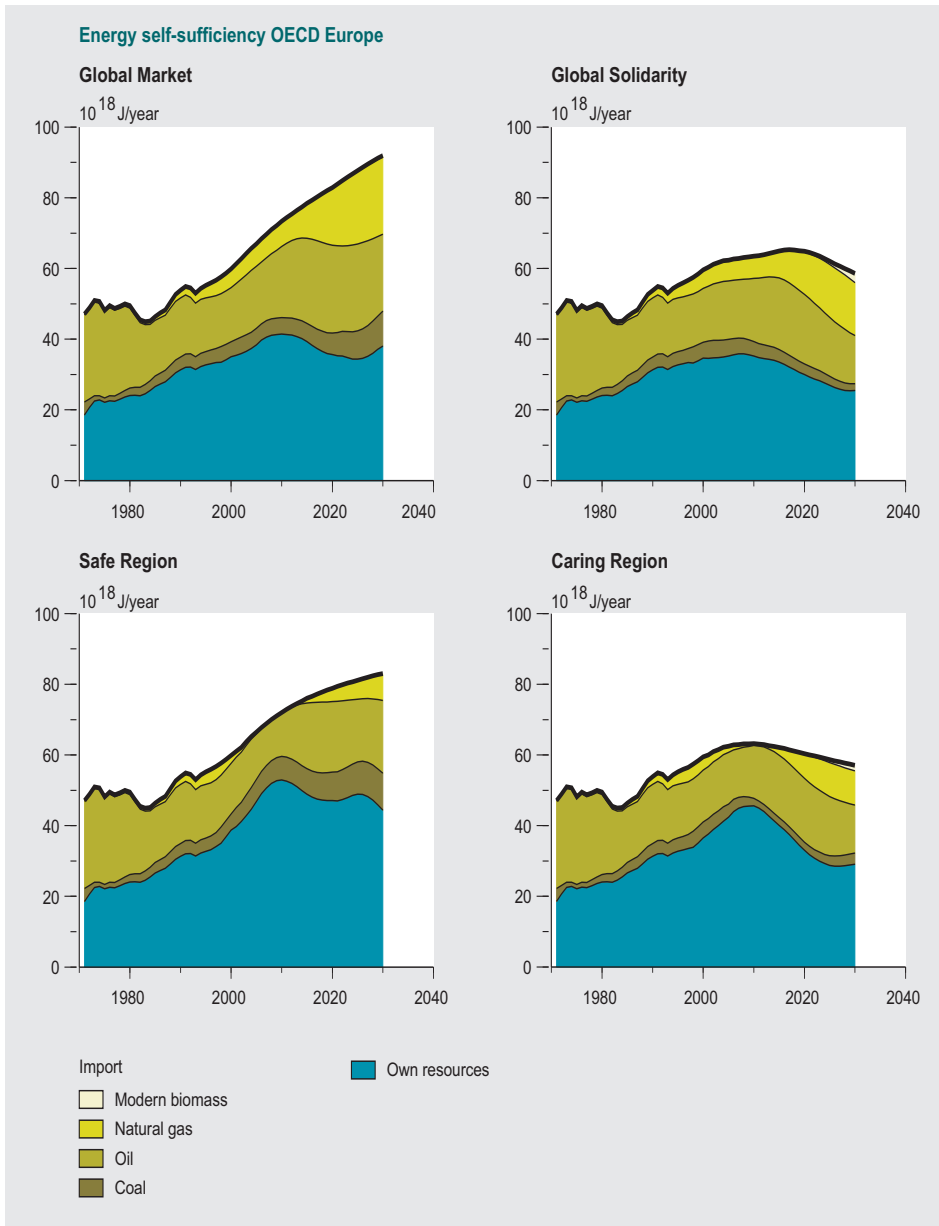 Energy self-sufficiency OECD Europe
Global Market
10 18 J/year
100
80
60
40
20
0
1980 2000 2020 2040
Global Solidarity
10 18 J/year
100
80
60
40
20
0
1980 2000 2020 2040
Safe Region
10 18 J/year
100
80
60
40
20
0
1980 2000 2020 2040
Caring Region
10 18 J/year
100
80
60
40
20
0
1980 2000 2020 2040
Import
Modern biomass
Natural gas
Oil
Coal
Own resources